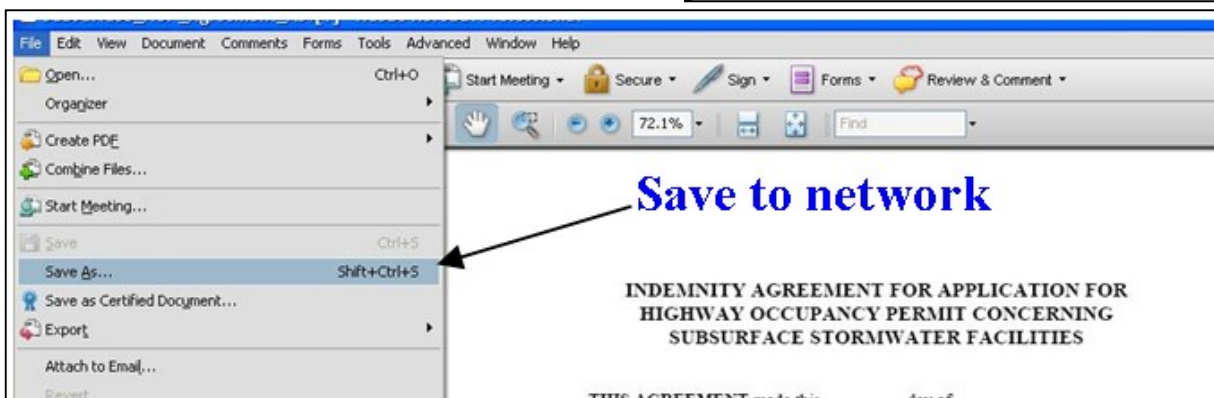 File Edit View Document Comments Forms Tools Advanced Window Help
Open... Ctrl+O
Start Meeting Secure Sign Forms Review & Comment
Organizer
72.1% Find
Create PDF
Combine Files...
Save to network
Start Meeting...
Save Ctrl+S
Save As... Shift+Ctrl+S
Save as Certified Document...
Export
Attach to Email...
Revert
INDEMNITY AGREEMENT FOR APPLICATION FOR
HIGHWAY OCCUPANCY PERMIT CONCERNING
SUBSURFACE STORMWATER FACILITIES
THIS AGREEMENT made this day of